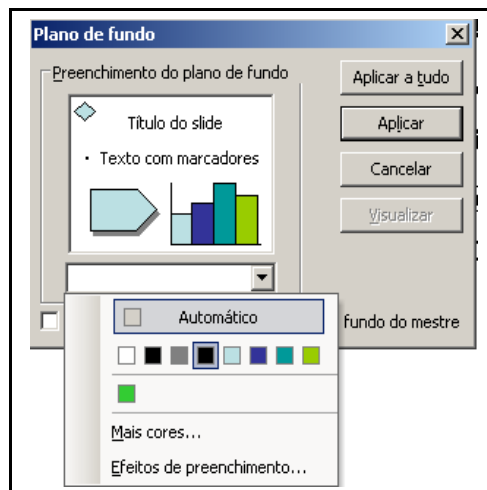 Plano de fundo
Preenchimento do plano de fundo
Aplicar a tudo
Título do slide
Aplicar
• Texto com marcadores
Cancelar
Visualizar
Automático
fundo do mestre
Mais cores...
Efeitos de preenchimento...